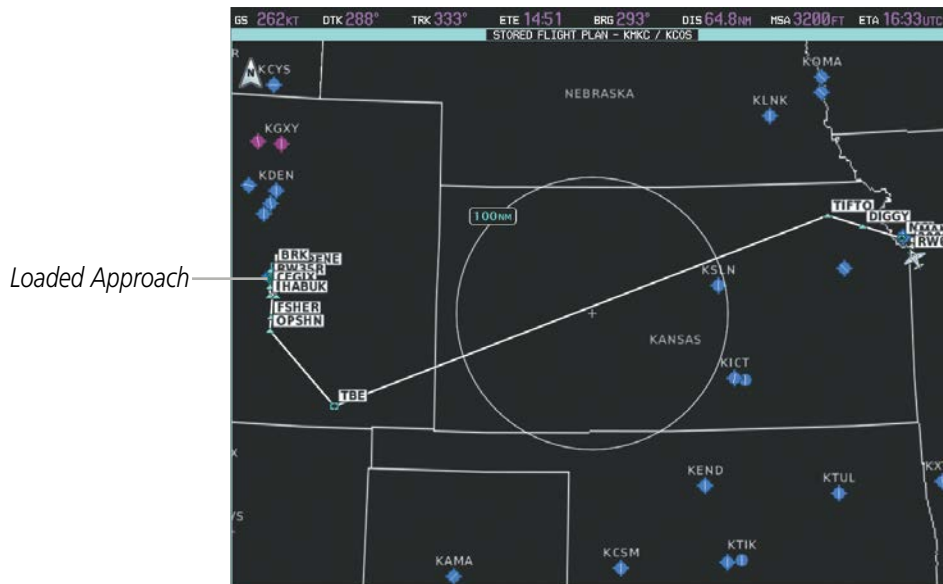 GS 262KT DTK 288° TRK 333° ETE 14:51 BRG 293° DIS 64.8NM MSA 3200FT ETA 16:33UTC
STORED FLIGHT PLAN - KMKC / KCOS
R
N
KCYS
KOMA
NEBRASKA
KLNK
KGXY
KDEN
TIFTO
100NM
DIGGY
BRK
Loaded Approach
HABUK
KSLN
FSHER
OPSHN
KANSAS
KICT
TBE
KEND
KTUL
KTIK
KCSM
KAMA